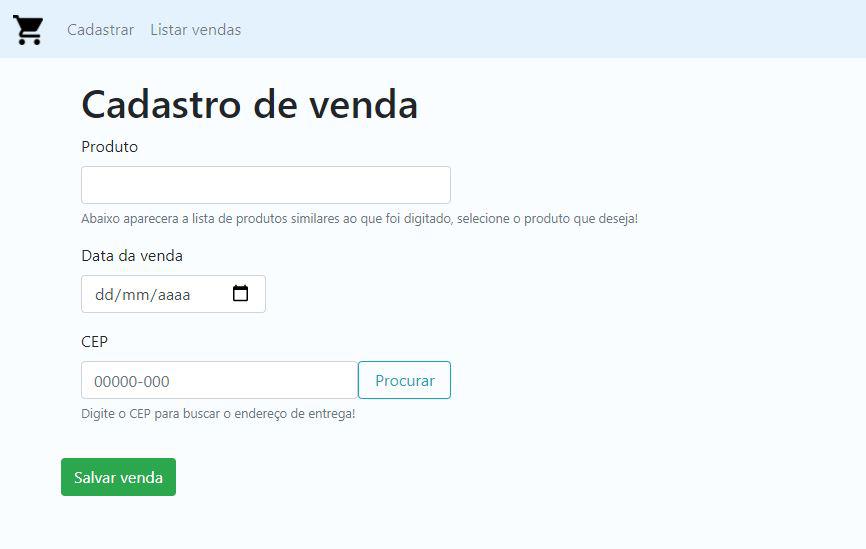 Cadastrar Listar vendas
Cadastro de venda
Produto
Abaixo aparecera a lista de produtos similares ao que foi digitado, selecione o produto que deseja!
Data da venda
dd/mm/aaaa
CEP
00000-000 Procurar
Digite o CEP para buscar o endereço de entrega!
Salvar venda